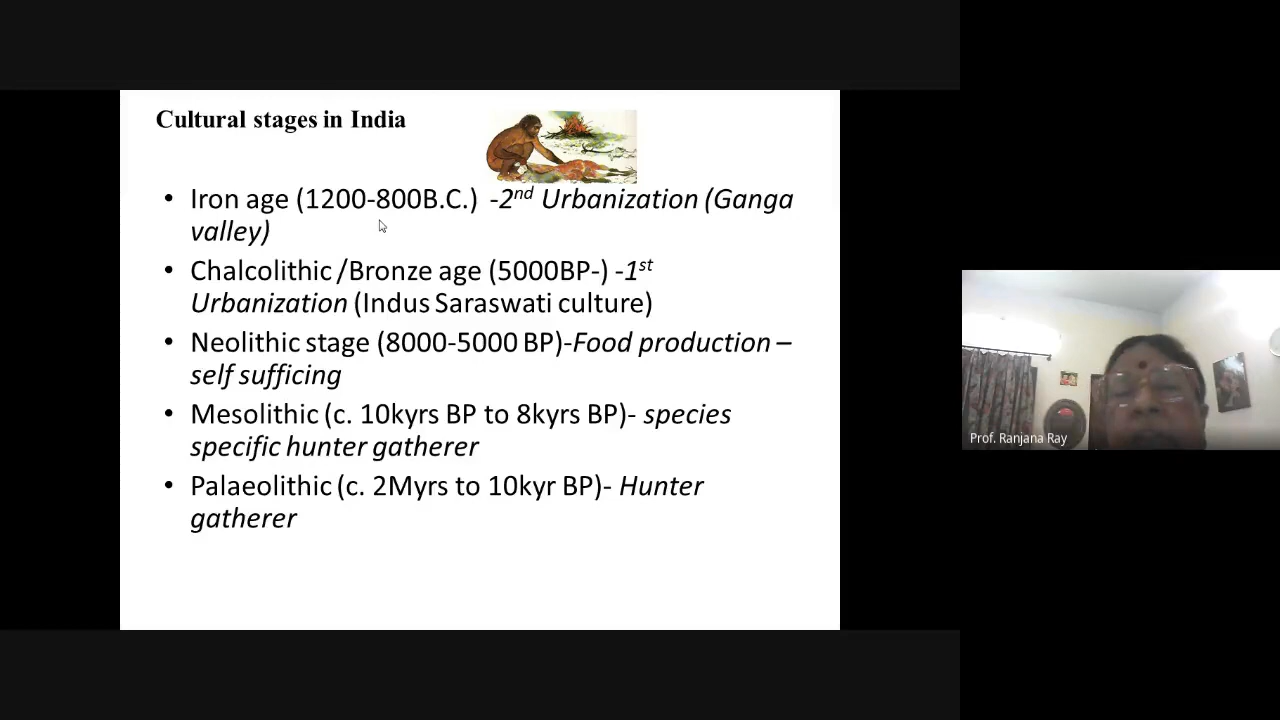 Cultural stages in India
• Iron age (1200-800B.C.) -2nd Urbanization (Ganga
valley)
• Chalcolithic /Bronze age (5000BP-) -1st
Urbanization (Indus Saraswati culture)
• Neolithic stage (8000-5000 BP)-Food production –
self sufficing
• Mesolithic (c. 10kyrs BP to 8kyrs BP)- species
specific hunter gatherer
• Palaeolithic (c. 2Myrs to 10kyr BP)- Hunter
gatherer
Prof. Ranjana Ray